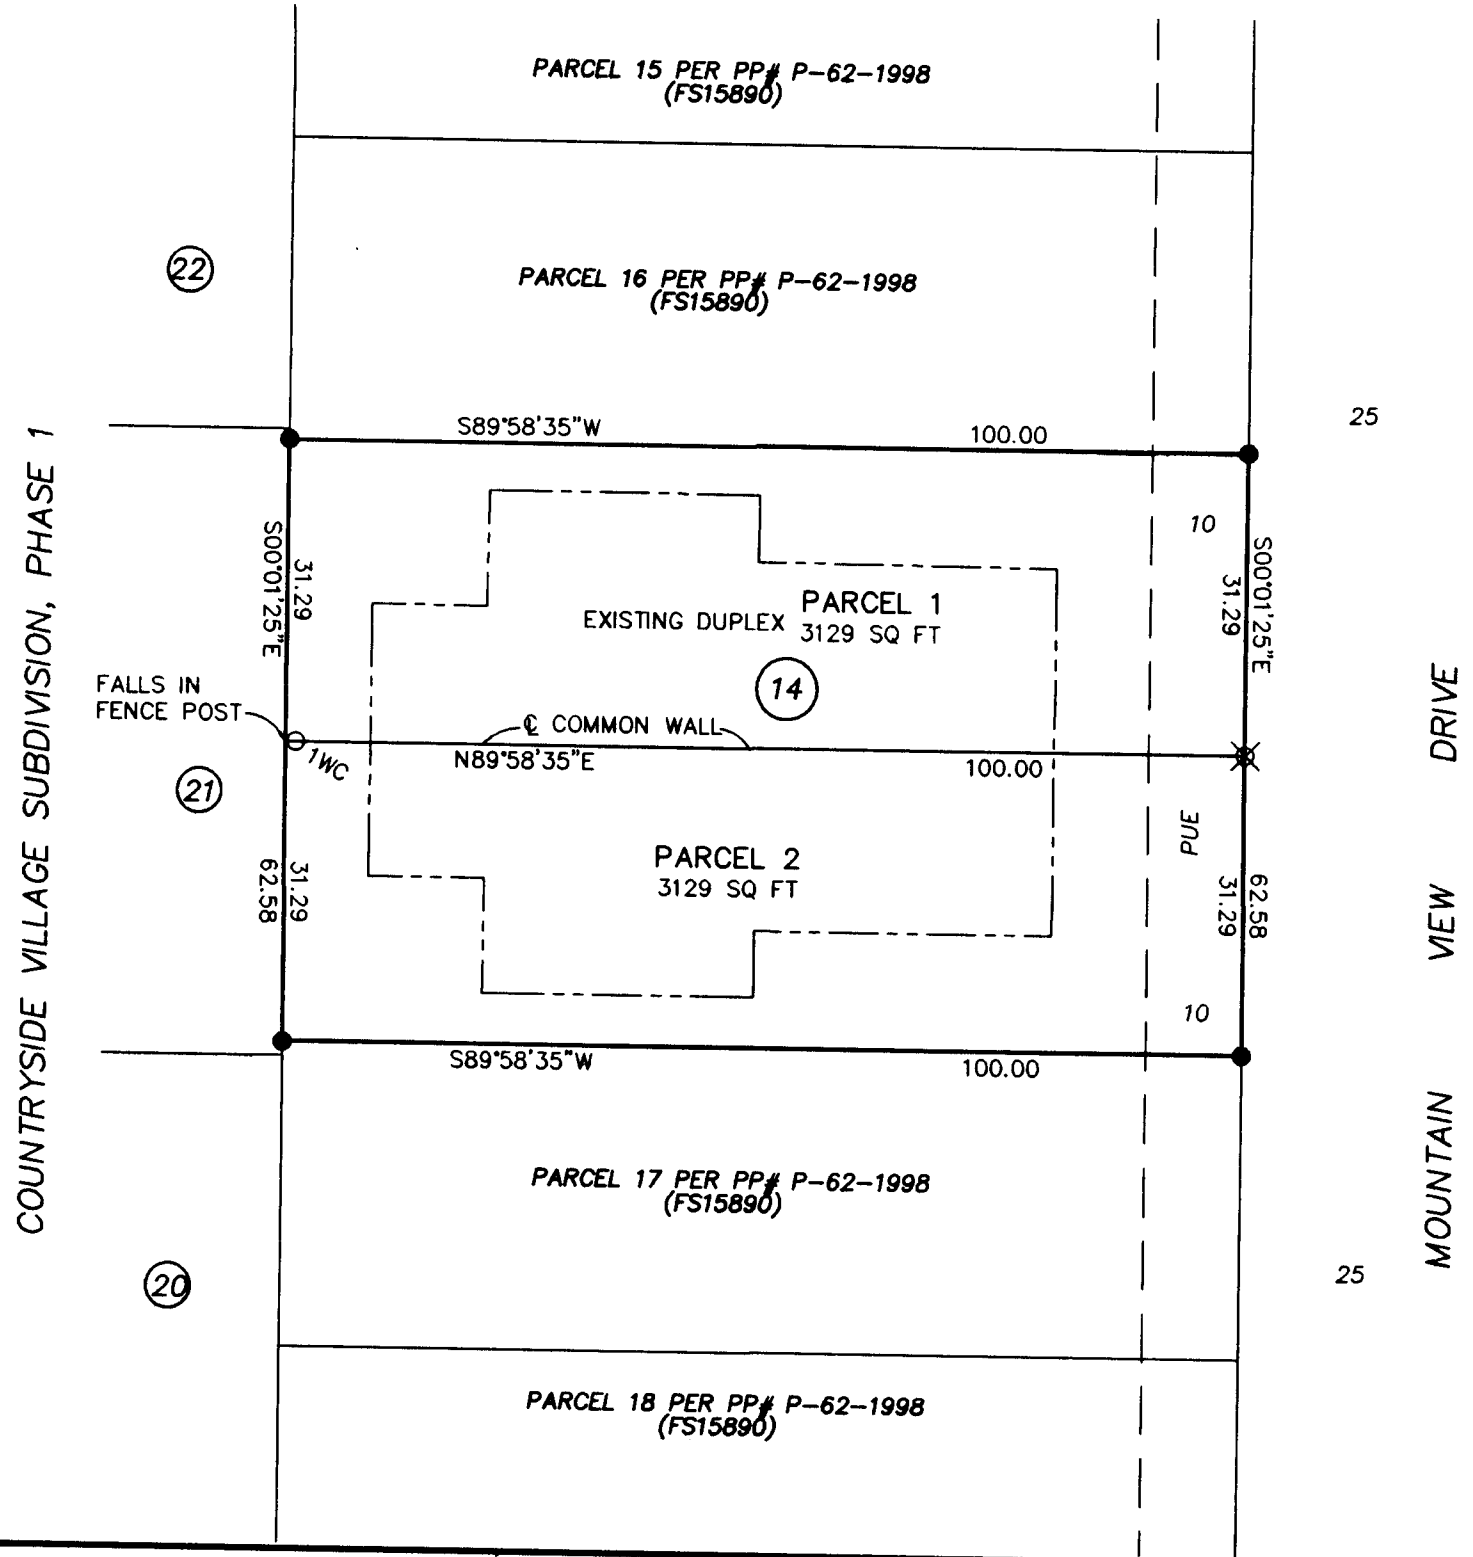 PARCEL 15 PER PP# P-62-1998
(FS15890)
22
PARCEL 16 PER PP# P-62-1998
(FS15890)
25
S89°58'35"W 100.00
COUNTRYSIDE VILLAGE SUBDIVISION, PHASE 1
S00°01'25"E
31.29
10
31.29
S00°01'25"E
PARCEL 1
EXISTING DUPLEX
3129 SQ FT
14
FALLS IN
FENCE POST
℄ COMMON WALL
1WC
N89°58'35"E 100.00
21
PUE
PARCEL 2
3129 SQ FT
31.29
62.58
62.58
31.29
10
S89°58'35"W 100.00
MOUNTAIN VIEW DRIVE
PARCEL 17 PER PP# P-62-1998
(FS15890)
20
25
PARCEL 18 PER PP# P-62-1998
(FS15890)